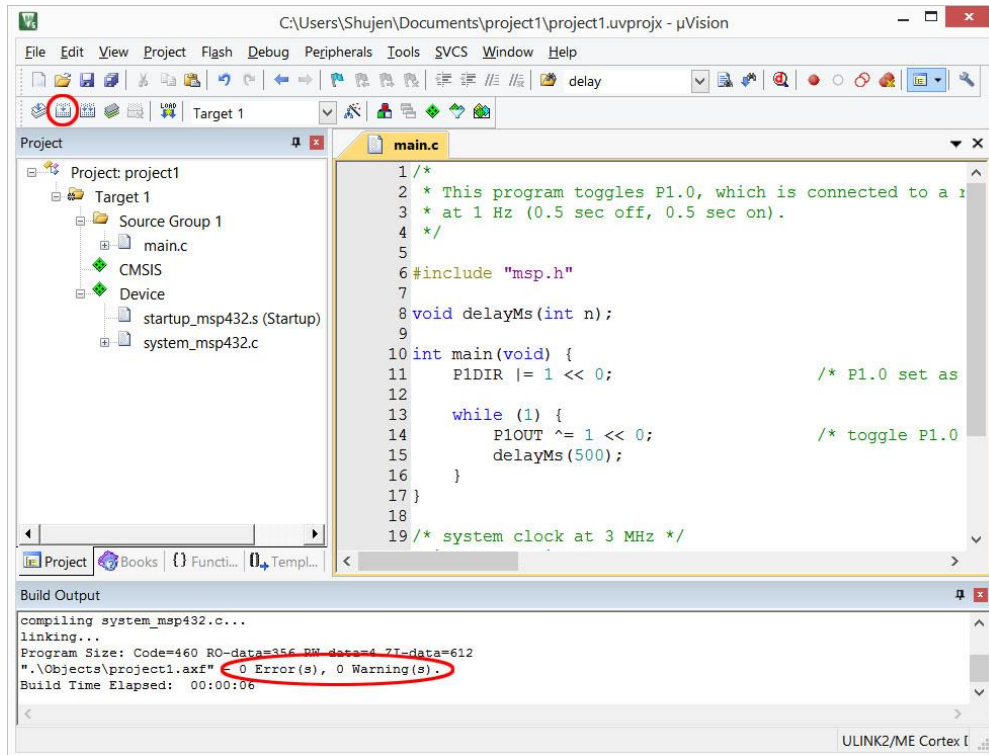 C:\Users\Shujen\Documents\project1\project1.uvprojx - µVision
File Edit View Project Flash Debug Peripherals Tools SVCS Window Help
delay
LOAD
Target 1
Project
main.c
Project: project1
Target 1
Source Group 1
main.c
CMSIS
Device
startup_msp432.s (Startup)
system_msp432.c
1 /*
2 * This program toggles P1.0, which is connected to a r
3 * at 1 Hz (0.5 sec off, 0.5 sec on).
4 */
5
6 #include "msp.h"
7
8 void delayMs(int n);
9
10 int main(void) {
11 P1DIR |= 1 << 0; /* P1.0 set as
12
13 while (1) {
14 P1OUT ^= 1 << 0; /* toggle P1.0
15 delayMs(500);
16 }
17 }
18
19 /* system clock at 3 MHz */
Project Books {} Functi... 0 Templ...
Build Output
compiling system_msp432.c...
linking...
Program Size: Code=460 RO-data=356 RW-data=4 ZI-data=612
".\Objects\project1.axf" - 0 Error(s), 0 Warning(s).
Build Time Elapsed: 00:00:06
ULINK2/ME Cortex